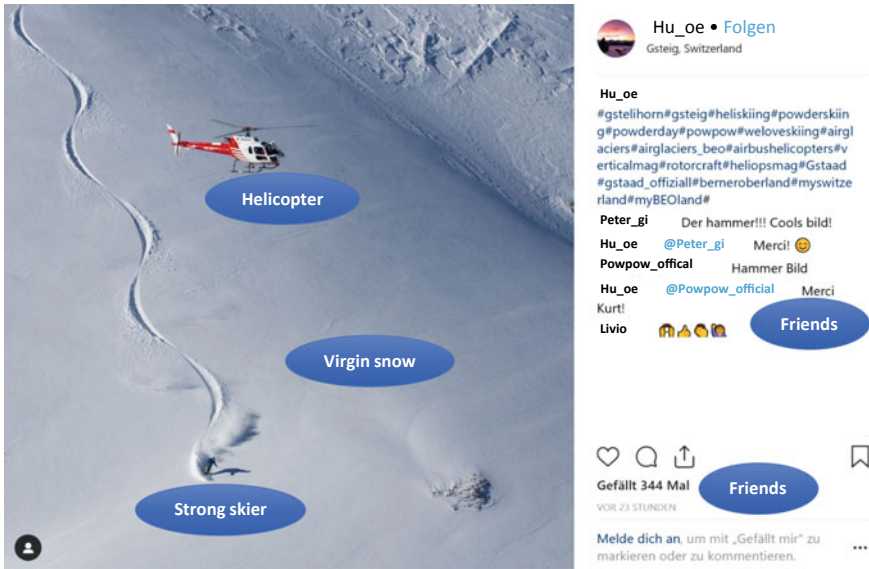 Hu_oe • Folgen
Gsteig, Switzerland
Hu_oe
#gstelihorn#gsteig#heliskiing#powderskiin
g#powderday#powpow#weloveskiing#airgl
aciers#airglaciers_beo#airbushelicopters#v
erticalmag#rotorcraft#heliopsmag#Gstaad
#gstaad_offiziall#berneroberland#myswitze
rland#myBEOland#
Peter_gi Der hammer!!! Cools bild!
Hu_oe @Peter_gi Merci! 😊
Powpow_offical Hammer Bild
Hu_oe @Powpow_official Merci
Kurt!
Livio
Friends
Helicopter
Virgin snow
Strong skier
Gefällt 344 Mal
Friends
VOR 23 STUNDEN
Melde dich an, um mit „Gefällt mir“ zu
markieren oder zu kommentieren.